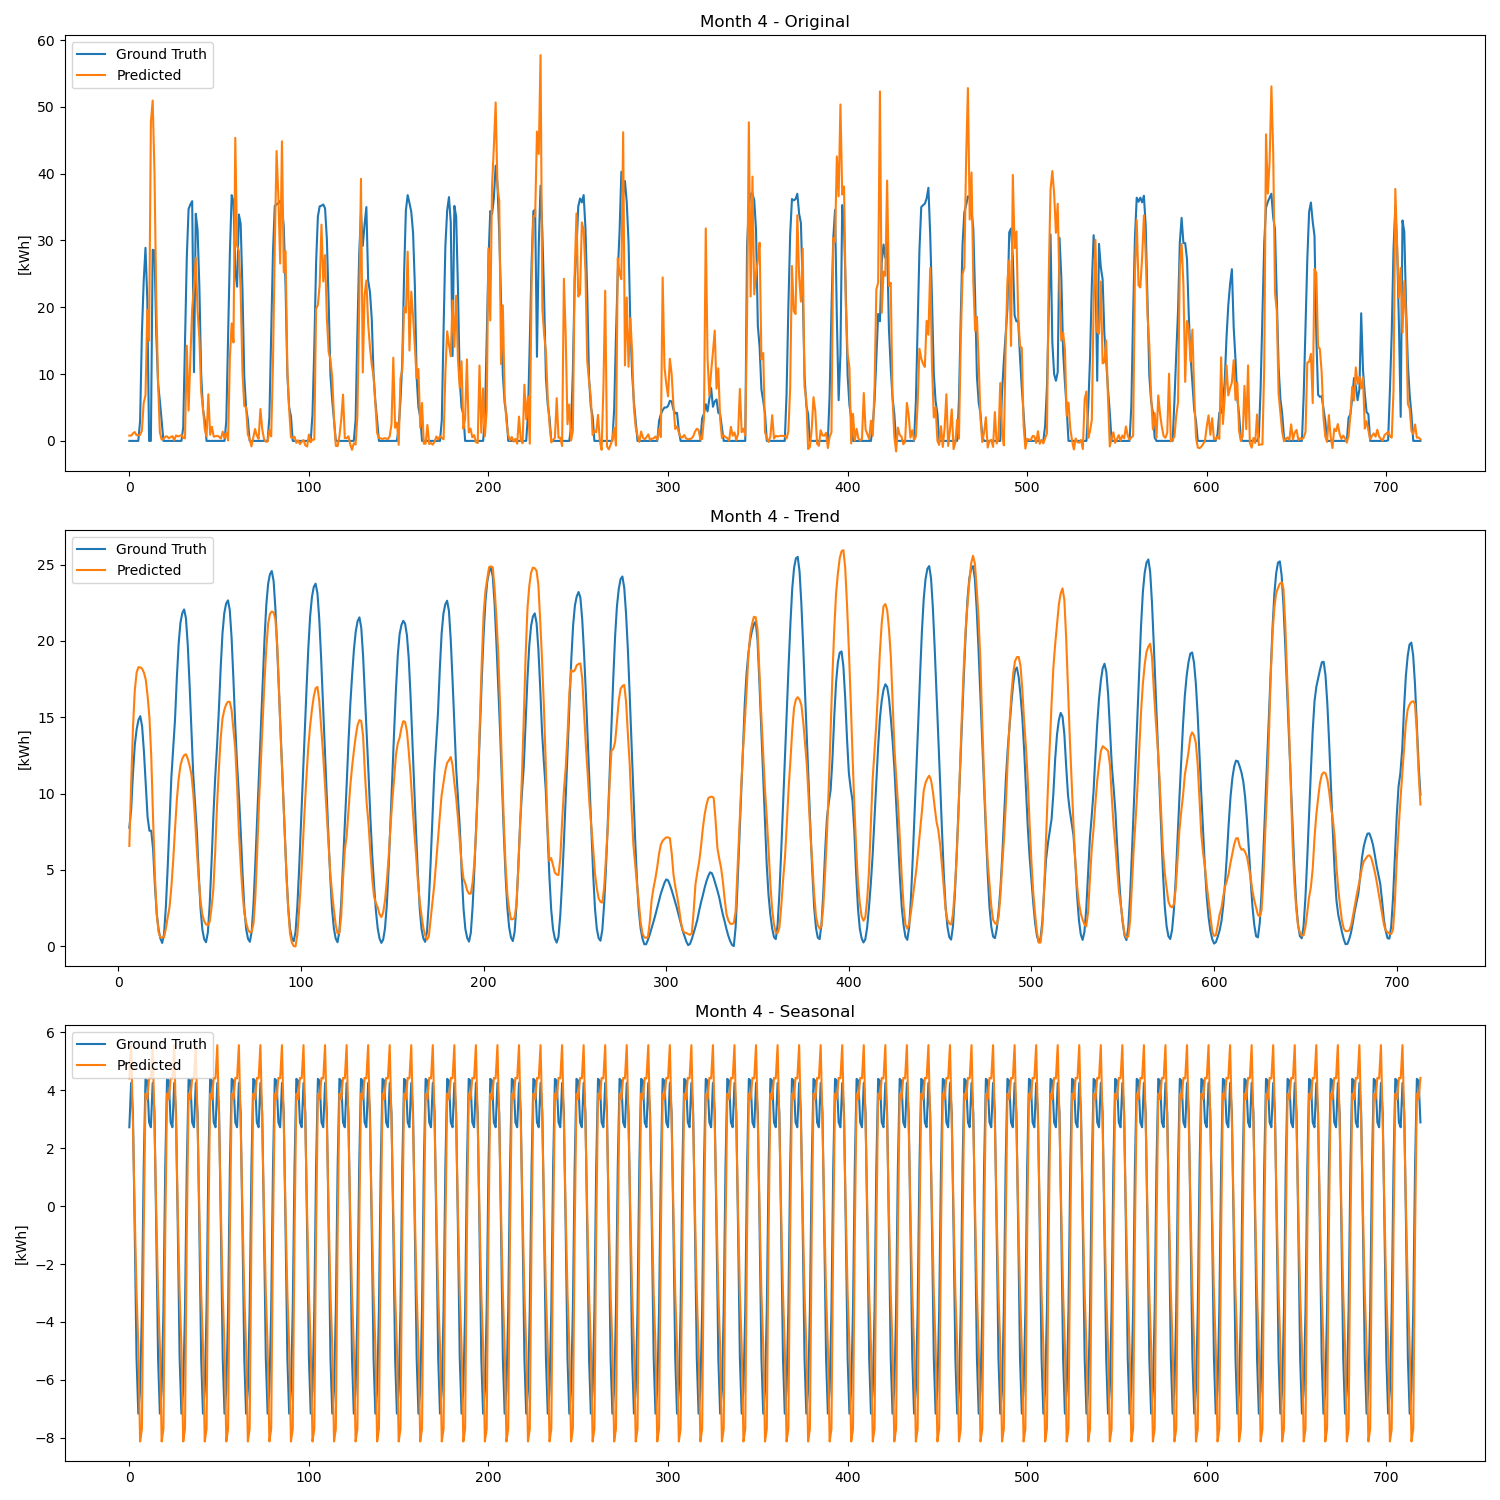 Month 4 - Original
60
50
40
30
20
10
0
[kWh]
Ground Truth
Predicted
0 100 200 300 400 500 600 700
Month 4 - Trend
25
20
15
10
5
0
[kWh]
Ground Truth
Predicted
0 100 200 300 400 500 600 700
Month 4 - Seasonal
6
4
2
0
−2
−4
−6
−8
[kWh]
Ground Truth
Predicted
0 100 200 300 400 500 600 700